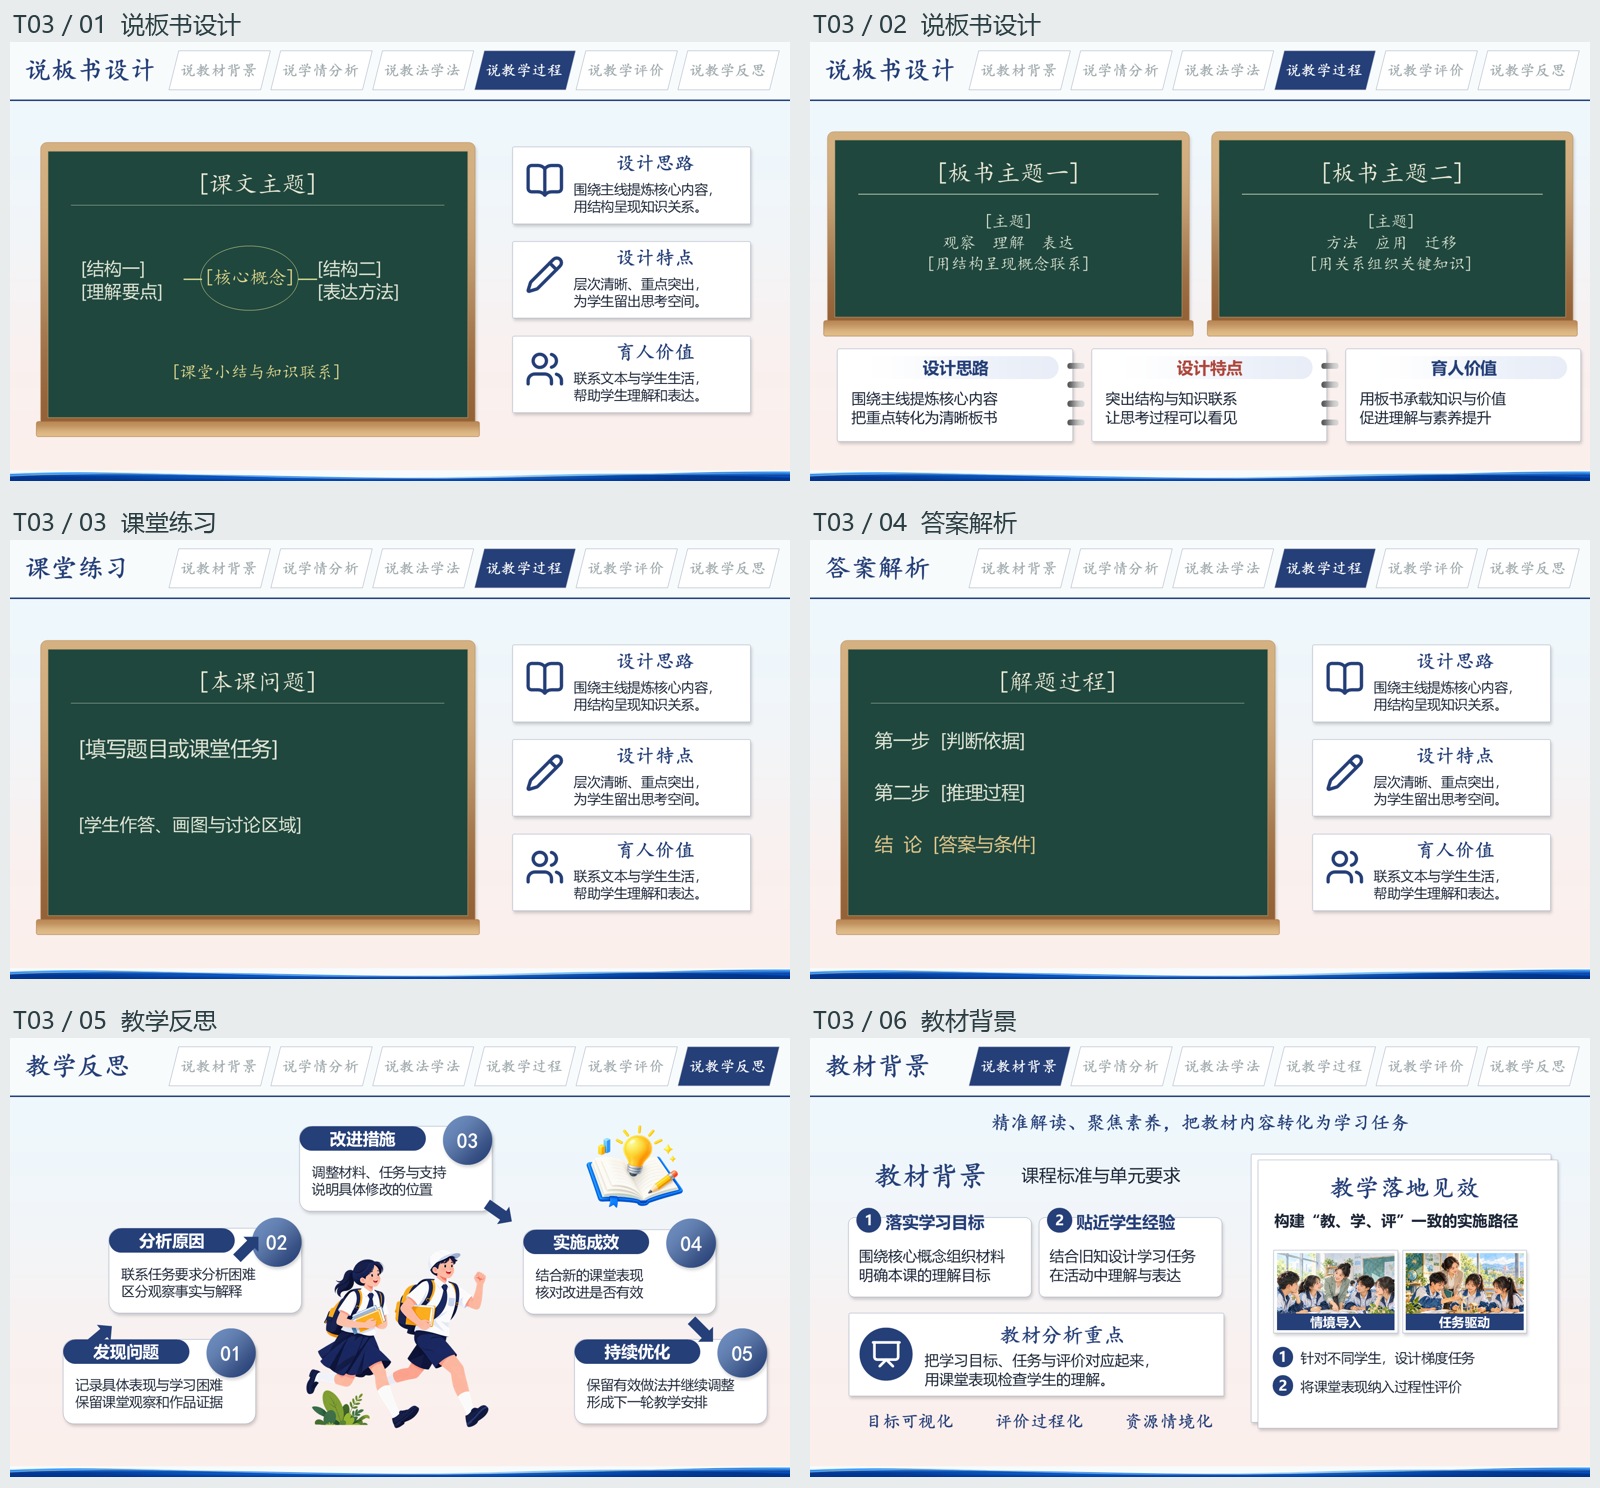 T03 / 01 说板书设计
说板书设计 说教材背景 说学情分析 说教法学法 说教学过程 说教学评价 说教学反思
[课文主题]
[结构一]
[理解要点]
[核心概念]
[结构二]
[表达方法]
[课堂小结与知识联系]
设计思路
围绕主线提炼核心内容，
用结构呈现知识关系。
设计特点
层次清晰、重点突出，
为学生留出思考空间。
育人价值
联系文本与学生生活，
帮助学生理解和表达。
T03 / 02 说板书设计
说板书设计 说教材背景 说学情分析 说教法学法 说教学过程 说教学评价 说教学反思
[板书主题一]
[主题]
观察 理解 表达
[用结构呈现概念联系]
[板书主题二]
[主题]
方法 应用 迁移
[用关系组织关键知识]
设计思路
围绕主线提炼核心内容
把重点转化为清晰板书
设计特点
突出结构与知识联系
让思考过程可以看见
育人价值
用板书承载知识与价值
促进理解与素养提升
T03 / 03 课堂练习
课堂练习 说教材背景 说学情分析 说教法学法 说教学过程 说教学评价 说教学反思
[本课问题]
[填写题目或课堂任务]
[学生作答、画图与讨论区域]
设计思路
围绕主线提炼核心内容，
用结构呈现知识关系。
设计特点
层次清晰、重点突出，
为学生留出思考空间。
育人价值
联系文本与学生生活，
帮助学生理解和表达。
T03 / 04 答案解析
答案解析 说教材背景 说学情分析 说教法学法 说教学过程 说教学评价 说教学反思
[解题过程]
第一步 [判断依据]
第二步 [推理过程]
结 论 [答案与条件]
设计思路
围绕主线提炼核心内容，
用结构呈现知识关系。
设计特点
层次清晰、重点突出，
为学生留出思考空间。
育人价值
联系文本与学生生活，
帮助学生理解和表达。
T03 / 05 教学反思
教学反思 说教材背景 说学情分析 说教法学法 说教学过程 说教学评价 说教学反思
发现问题 01
记录具体表现与学习困难
保留课堂观察和作品证据
分析原因 02
联系任务要求分析困难
区分观察事实与解释
改进措施 03
调整材料、任务与支持
说明具体修改的位置
实施成效 04
结合新的课堂表现
核对改进是否有效
持续优化 05
保留有效做法并继续调整
形成下一轮教学安排
T03 / 06 教材背景
教材背景 说教材背景 说学情分析 说教法学法 说教学过程 说教学评价 说教学反思
精准解读、聚焦素养，把教材内容转化为学习任务
教材背景 课程标准与单元要求
1 落实学习目标
围绕核心概念组织材料
明确本课的理解目标
2 贴近学生经验
结合旧知设计学习任务
在活动中理解与表达
教材分析重点
把学习目标、任务与评价对应起来，
用课堂表现检查学生的理解。
目标可视化 评价过程化 资源情境化
教学落地见效
构建“教、学、评”一致的实施路径
情境导入 任务驱动
1 针对不同学生，设计梯度任务
2 将课堂表现纳入过程性评价